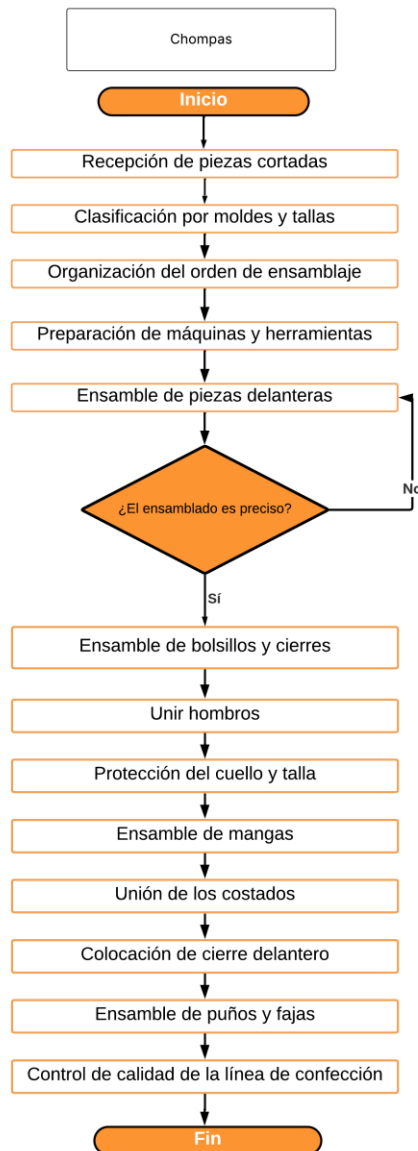 Chompas
Inicio
Recepción de piezas cortadas
Clasificación por moldes y tallas
Organización del orden de ensamblaje
Preparación de máquinas y herramientas
Ensamble de piezas delanteras
¿El ensamblado es preciso?
No
Sí
Ensamble de bolsillos y cierres
Unir hombros
Protección del cuello y talla
Ensamble de mangas
Unión de los costados
Colocación de cierre delantero
Ensamble de puños y fajas
Control de calidad de la línea de confección
Fin